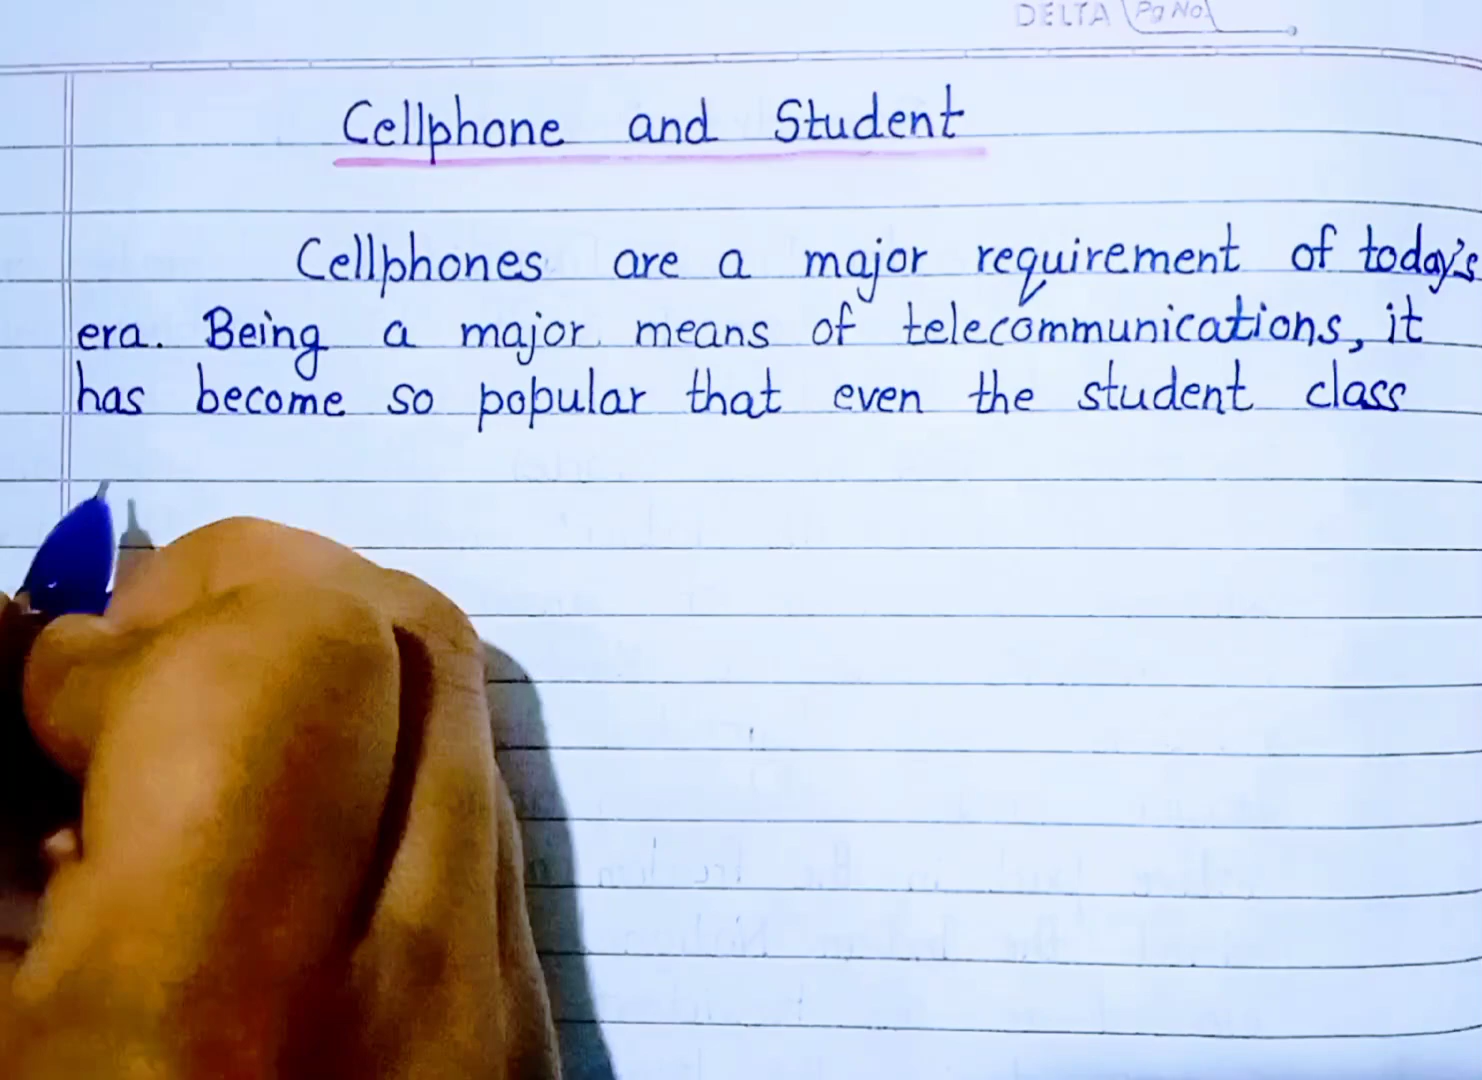 DELTA Pg No.
Cellphone and Student
Cellphones are a major requirement of today's
era. Being a major means of telecommunications, it
has become so popular that even the student class